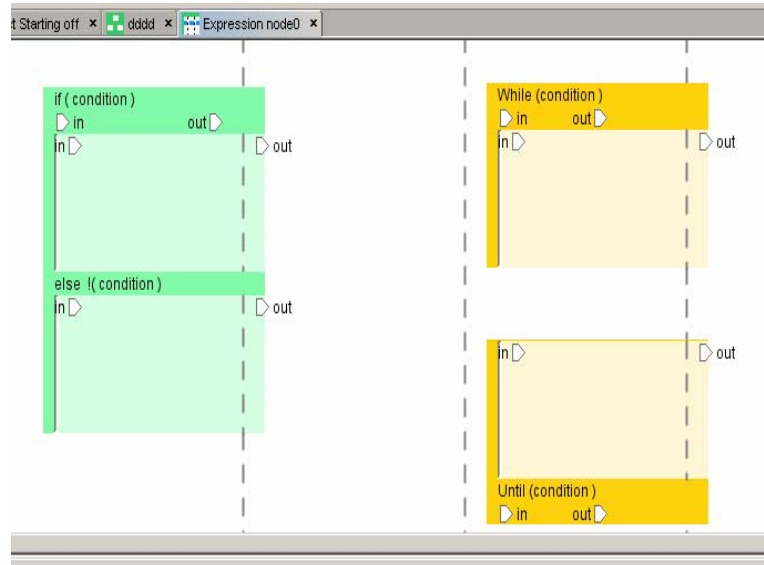 t Starting off × dddd × Expression node0 ×
if ( condition )
in out
in out
else !( condition )
in out
While (condition )
in out
in out
in out
Until (condition )
in out